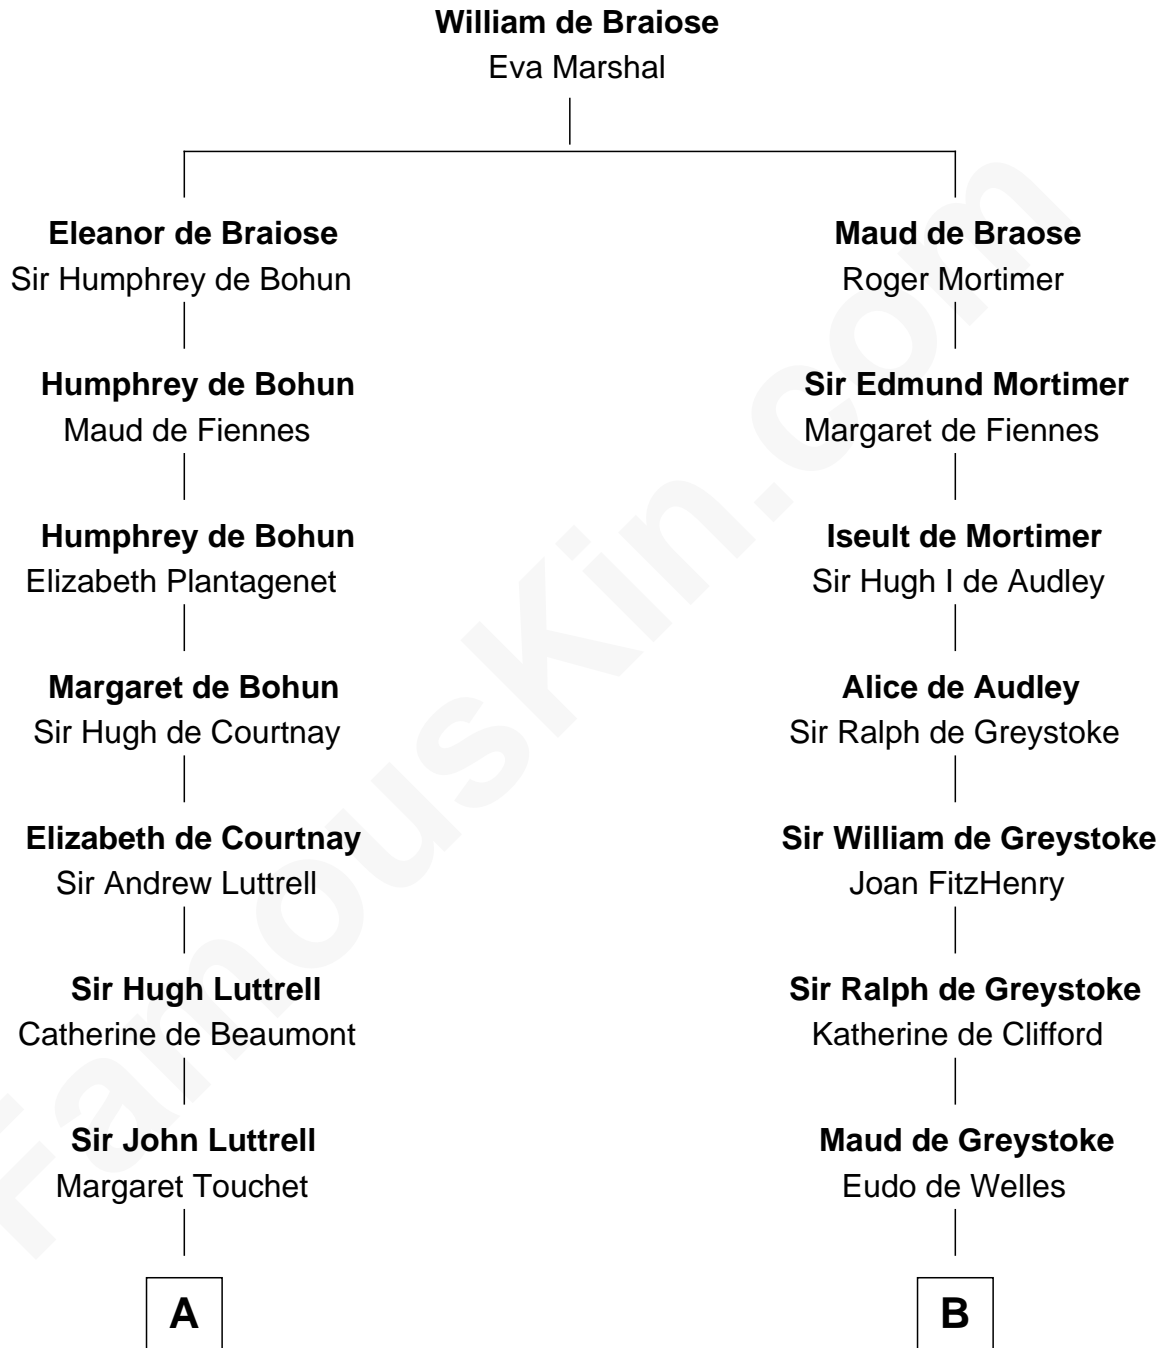 William de Braiose
Eva Marshal
Eleanor de Braiose
Sir Humphrey de Bohun
Maud de Braose
Roger Mortimer
Humphrey de Bohun
Maud de Fiennes
Sir Edmund Mortimer
Margaret de Fiennes
Humphrey de Bohun
Elizabeth Plantagenet
Iseult de Mortimer
Sir Hugh I de Audley
Margaret de Bohun
Sir Hugh de Courtnay
Alice de Audley
Sir Ralph de Greystoke
Elizabeth de Courtnay
Sir Andrew Luttrell
Sir William de Greystoke
Joan FitzHenry
Sir Hugh Luttrell
Catherine de Beaumont
Sir Ralph de Greystoke
Katherine de Clifford
Sir John Luttrell
Margaret Touchet
Maud de Greystoke
Eudo de Welles
A
B
FamousKin.com